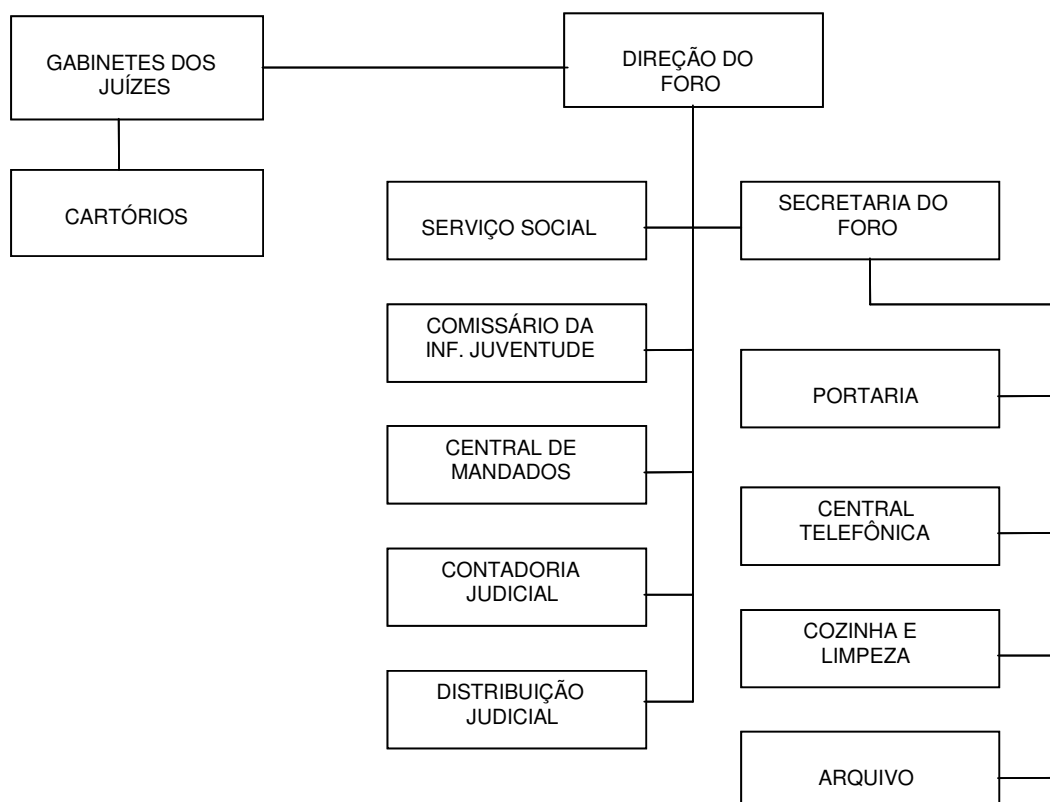 GABINETES DOS
JUÍZES
DIREÇÃO DO
FORO
CARTÓRIOS
SERVIÇO SOCIAL
SECRETARIA DO
FORO
COMISSÁRIO DA
INF. JUVENTUDE
PORTARIA
CENTRAL DE
MANDADOS
CENTRAL
TELEFÔNICA
CONTADORIA
JUDICIAL
COZINHA E
LIMPEZA
DISTRIBUIÇÃO
JUDICIAL
ARQUIVO